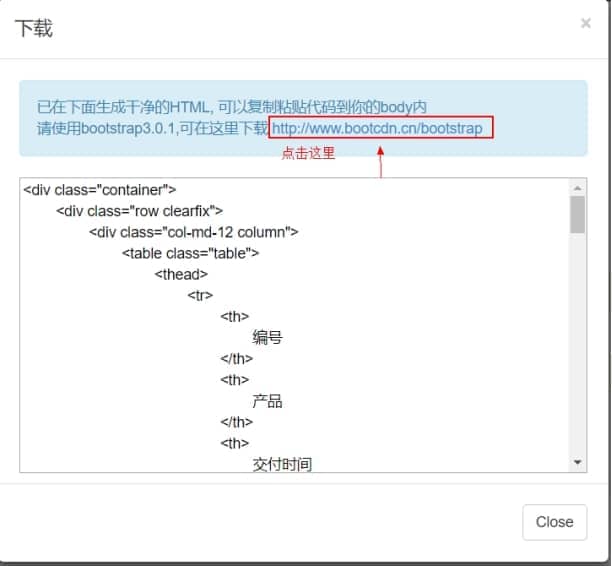 下载
×
已在下面生成干净的HTML, 可以复制粘贴代码到你的body内
请使用bootstrap3.0.1,可在这里下载 http://www.bootcdn.cn/bootstrap
点击这里
<div class="container">
<div class="row clearfix">
<div class="col-md-12 column">
<table class="table">
<thead>
<tr>
<th>
编号
</th>
<th>
产品
</th>
<th>
交付时间
Close